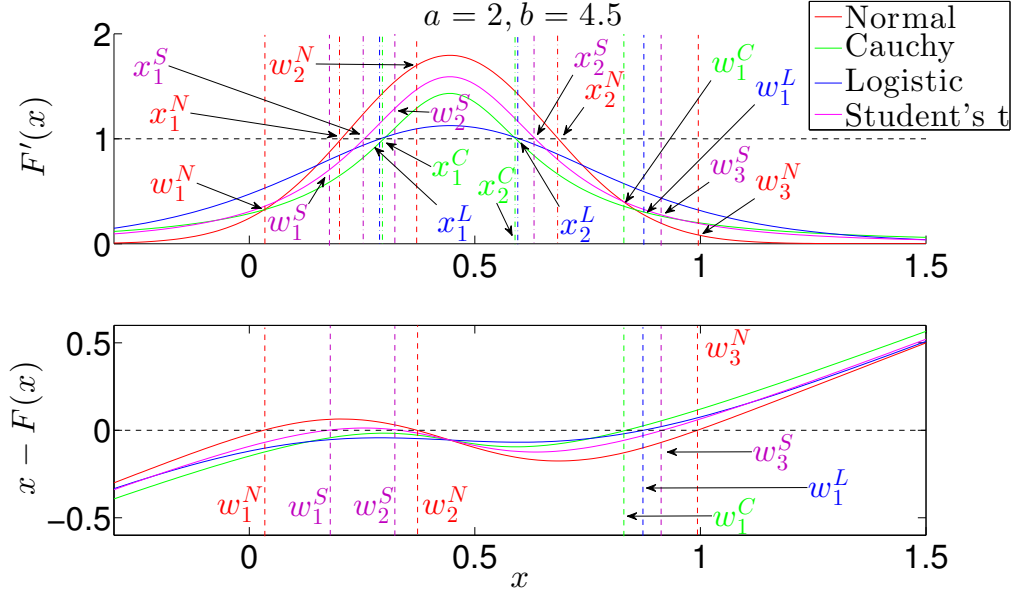 a = 2, b = 4.5
Normal
Cauchy
Logistic
Student's t
F′(x)
2
1
0
x_1^S
x_1^N
w_1^N
w_2^N
w_2^S
w_1^S
x_1^C
x_1^L
x_2^C
x_2^L
x_2^S
x_2^N
w_1^C
w_1^L
w_3^S
w_3^N
0
0.5
1
1.5
x − F(x)
0.5
0
−0.5
w_3^N
w_3^S
w_1^L
w_1^C
w_1^N
w_1^S
w_2^S
w_2^N
0
0.5
1
1.5
x